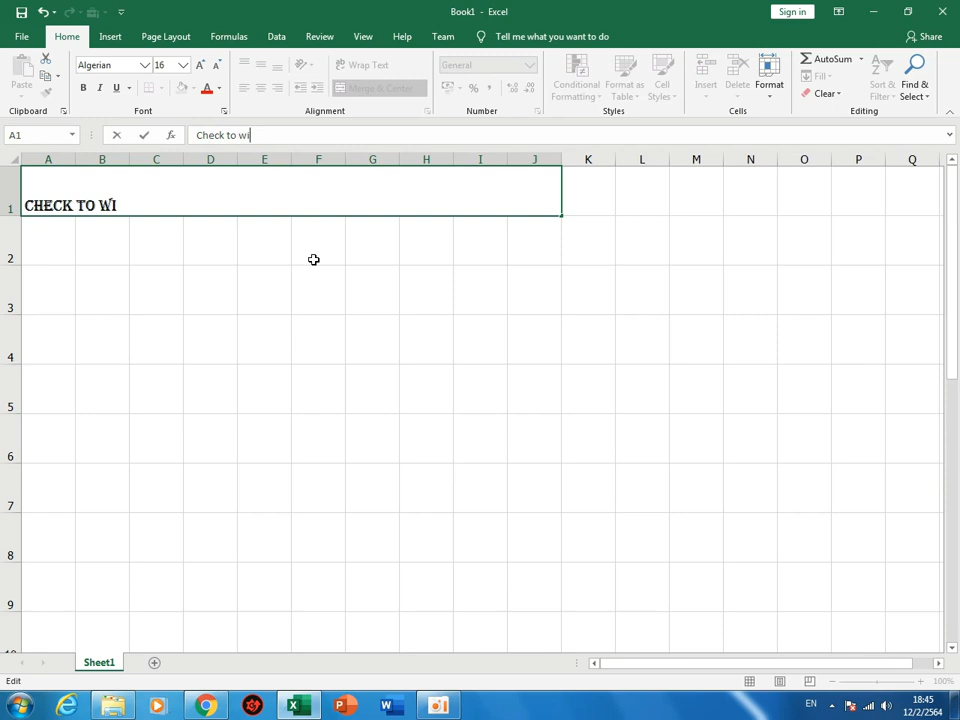 Book1 - Excel
Sign in
File Home Insert Page Layout Formulas Data Review View Help Team Tell me what you want to do Share
Paste
Algerian 16
B I U A
Wrap Text
Merge & Center
General
%
Conditional Formatting
Format as Table
Cell Styles
Insert
Delete
Format
AutoSum
Fill
Clear
Sort & Filter
Find & Select
Clipboard Font Alignment Number Styles Cells Editing
A1 fx Check to wi
A B C D E F G H I J K L M N O P Q
1 CHECK TO WI
2
3
4
5
6
7
8
9
Sheet1
Edit 100%
EN 18:45
12/2/2564